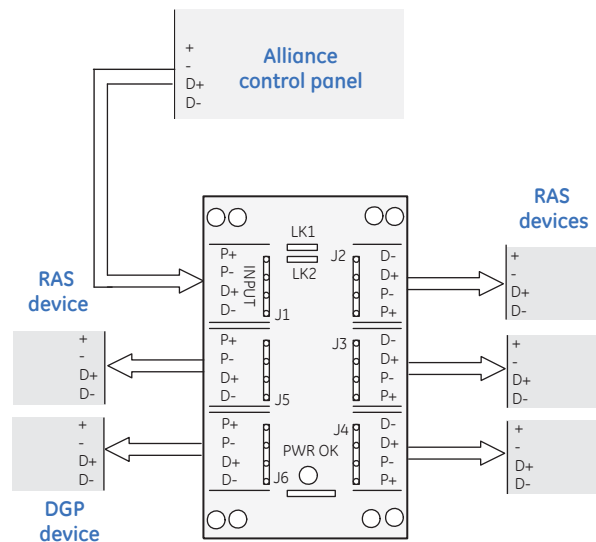 +
-
D+
D-
Alliance
control panel
P+
P-
D+
D-
INPUT
J1
LK1
LK2
J2
D-
D+
P-
P+
RAS
devices
+
-
D+
D-
RAS
device
+
-
D+
D-
P+
P-
D+
D-
J5
J3
D-
D+
P-
P+
+
-
D+
D-
+
-
D+
D-
DGP
device
P+
P-
D+
D-
J6
PWR OK
J4
D-
D+
P-
P+
+
-
D+
D-